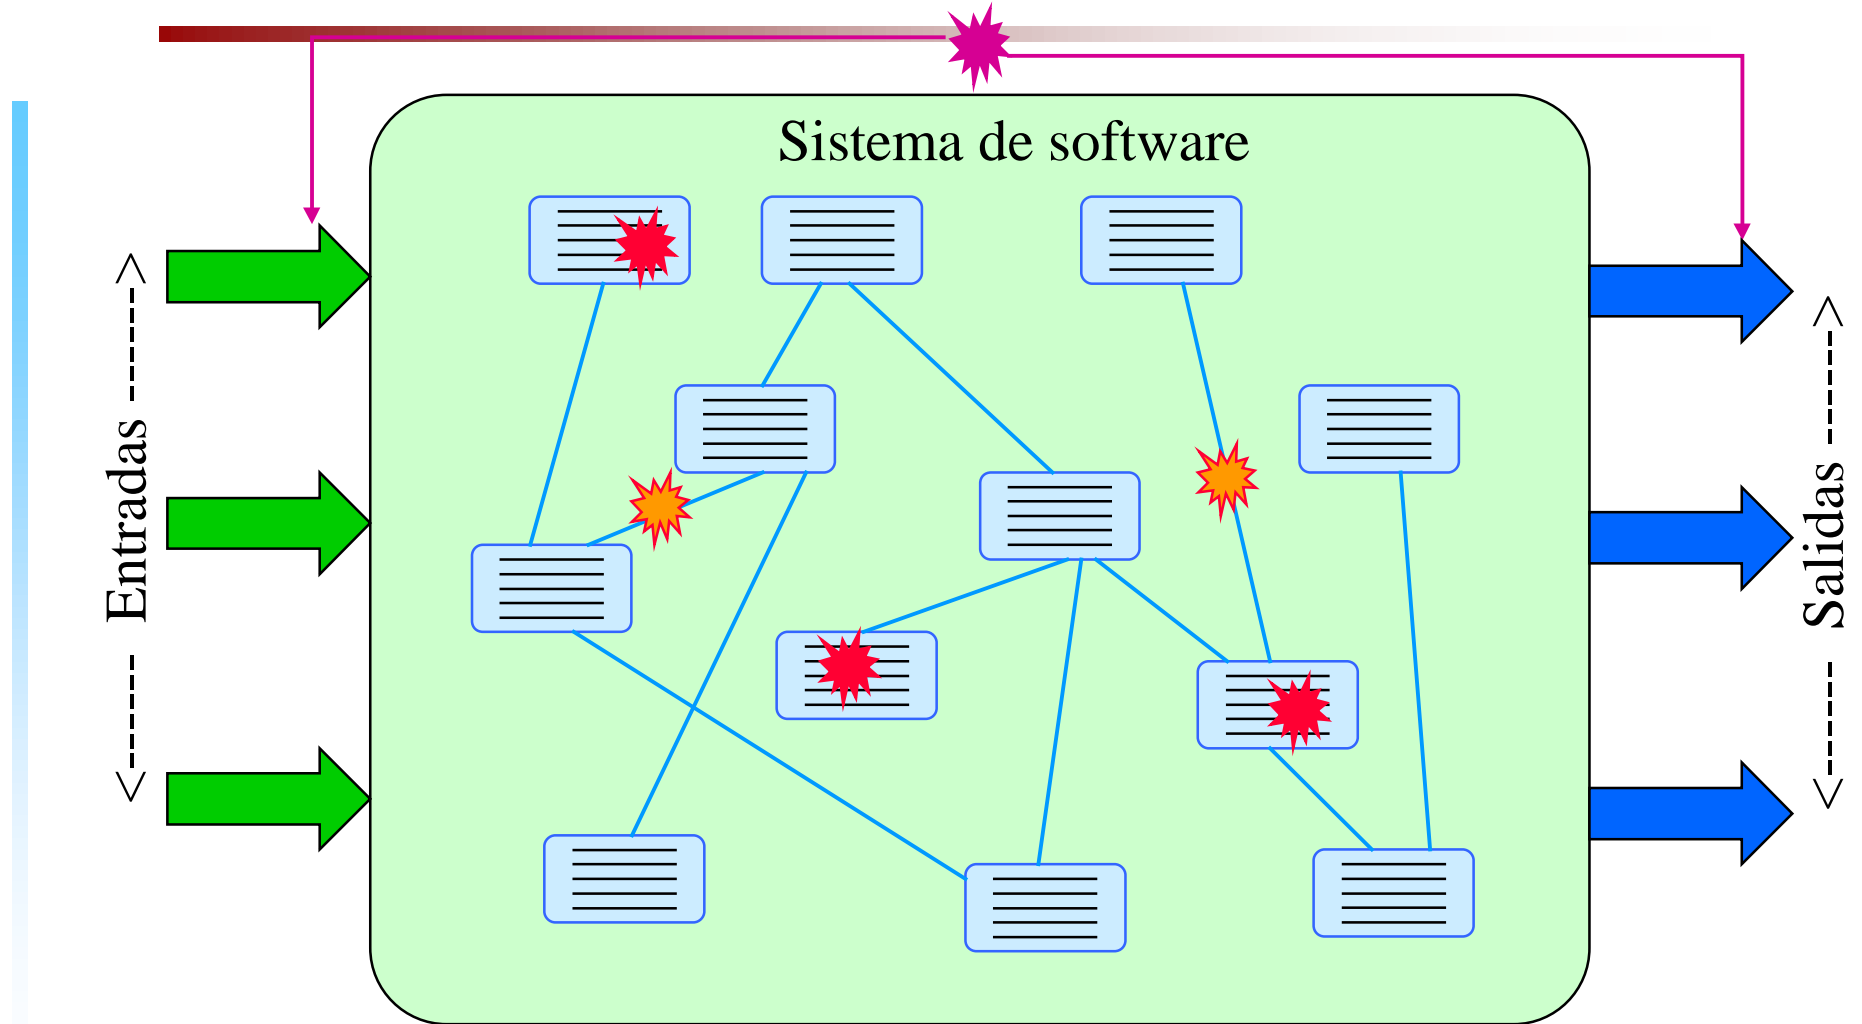 Sistema de software
<------ Entradas ------>
<------ Salidas ------>